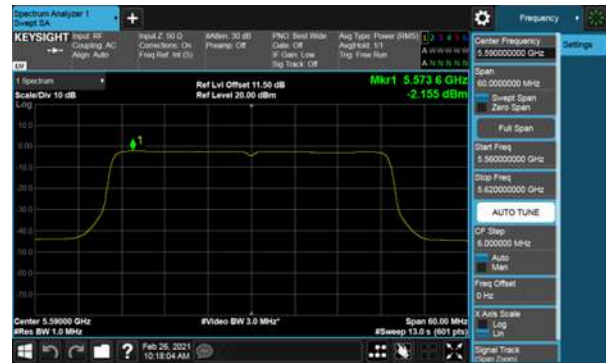 Spectrum Analyzer 1
Swept SA
+
Frequency
KEYSIGHT
Input: RF
Coupling: AC
Align: Auto
Input Z: 50 Ω
Corrections: On
Freq Ref: Int (S)
#Atten: 30 dB
Preamp: Off
PNO: Best Wide
Gate: Off
IF Gain: Low
Sig Track: Off
Avg Type: Power (RMS)
Avg|Hold: 1/1
Trig: Free Run
1 2 3 4 5 6
A W W W W W
A N N N N N
LXI
1 Spectrum
Scale/Div 10 dB
Log
Ref Lvl Offset 11.50 dB
Ref Level 20.00 dBm
Mkr1 5.573 6 GHz
-2.155 dBm
10.0
0.00
-10.0
-20.0
-30.0
-40.0
-50.0
-60.0
-70.0
1
Center 5.59000 GHz
#Res BW 1.0 MHz
#Video BW 3.0 MHz*
Span 60.00 MHz
#Sweep 13.0 s (601 pts)
Feb 26, 2021
10:18:04 AM
Center Frequency
5.590000000 GHz
Settings
Span
60.0000000 MHz
Swept Span
Zero Span
Full Span
Start Freq
5.560000000 GHz
Stop Freq
5.620000000 GHz
AUTO TUNE
CF Step
6.000000 MHz
Auto
Man
Freq Offset
0 Hz
X Axis Scale
Log
Lin
Signal Track
(Span Zoom)